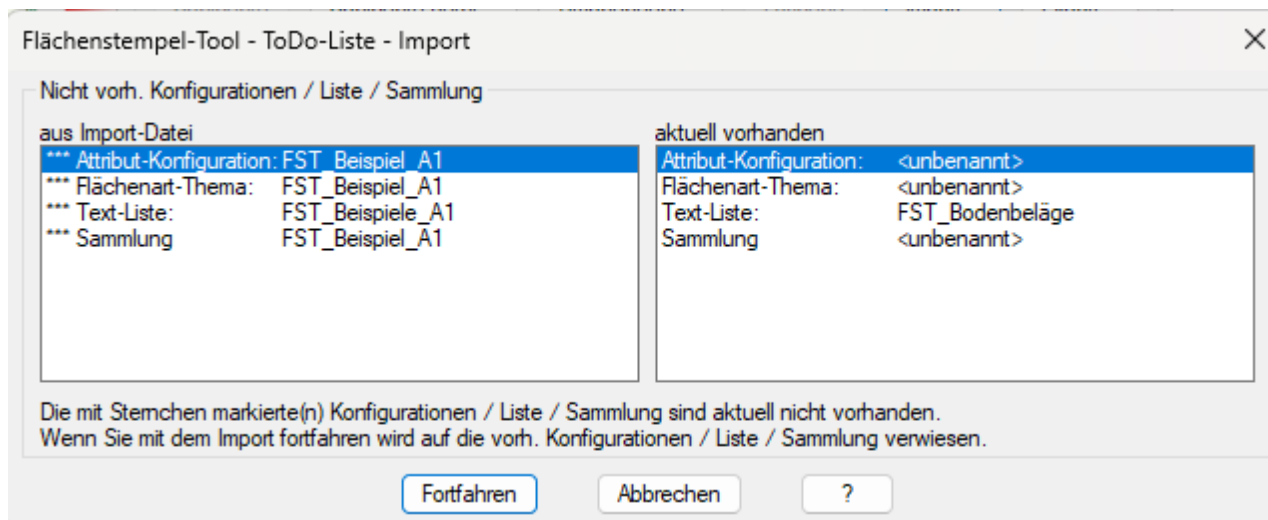 Flächenstempel-Tool - ToDo-Liste - Import
Nicht vorh. Konfigurationen / Liste / Sammlung
aus Import-Datei
*** Attribut-Konfiguration: FST_Beispiel_A1
*** Flächenart-Thema: FST_Beispiel_A1
*** Text-Liste: FST_Beispiele_A1
*** Sammlung FST_Beispiel_A1
aktuell vorhanden
Attribut-Konfiguration: <unbenannt>
Flächenart-Thema: <unbenannt>
Text-Liste: FST_Bodenbeläge
Sammlung <unbenannt>
Die mit Sternchen markierte(n) Konfigurationen / Liste / Sammlung sind aktuell nicht vorhanden.
Wenn Sie mit dem Import fortfahren wird auf die vorh. Konfigurationen / Liste / Sammlung verwiesen.
Fortfahren Abbrechen ?